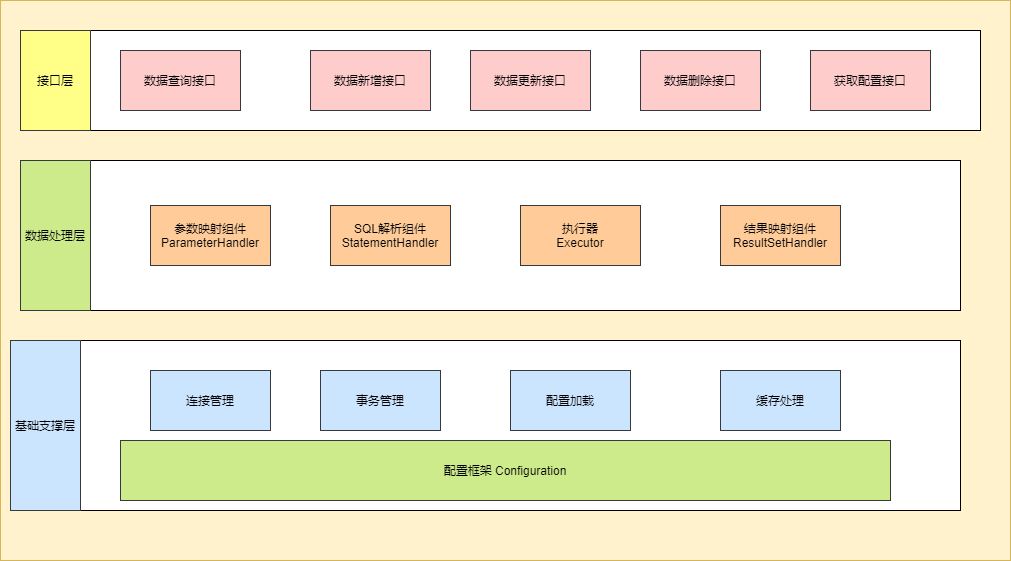 接口层
数据查询接口
数据新增接口
数据更新接口
数据删除接口
获取配置接口
数据处理层
参数映射组件
ParameterHandler
SQL解析组件
StatementHandler
执行器
Executor
结果映射组件
ResultSetHandler
基础支撑层
连接管理
事务管理
配置加载
缓存处理
配置框架 Configuration